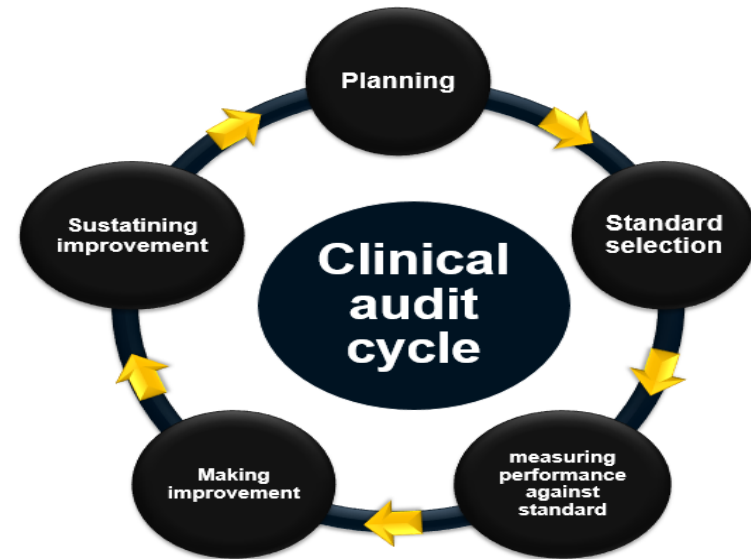 Planning
Standard
selection
measuring
performance
against
standard
Making
improvement
Sustatining
improvement
Clinical
audit
cycle